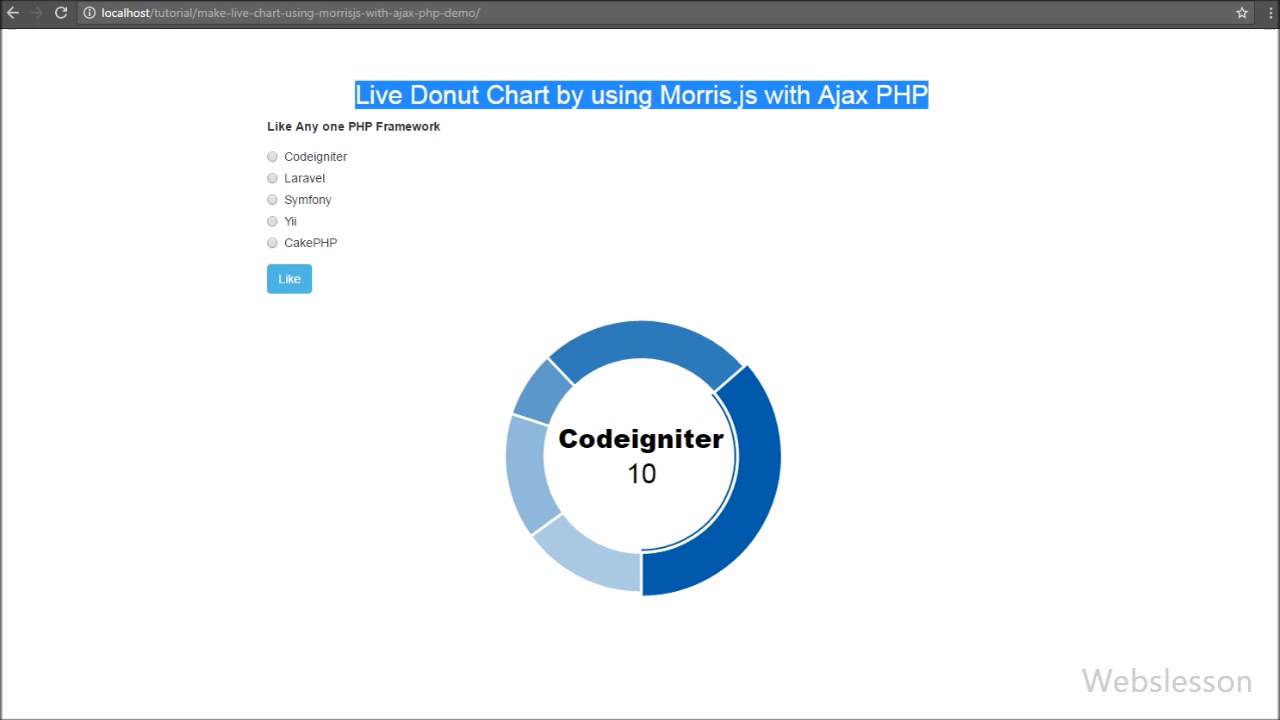 localhost/tutorial/make-live-chart-using-morrisjs-with-ajax-php-demo/
Live Donut Chart by using Morris.js with Ajax PHP
Like Any one PHP Framework
Codeigniter
Laravel
Symfony
Yii
CakePHP
Like
Codeigniter
10
Webslesson